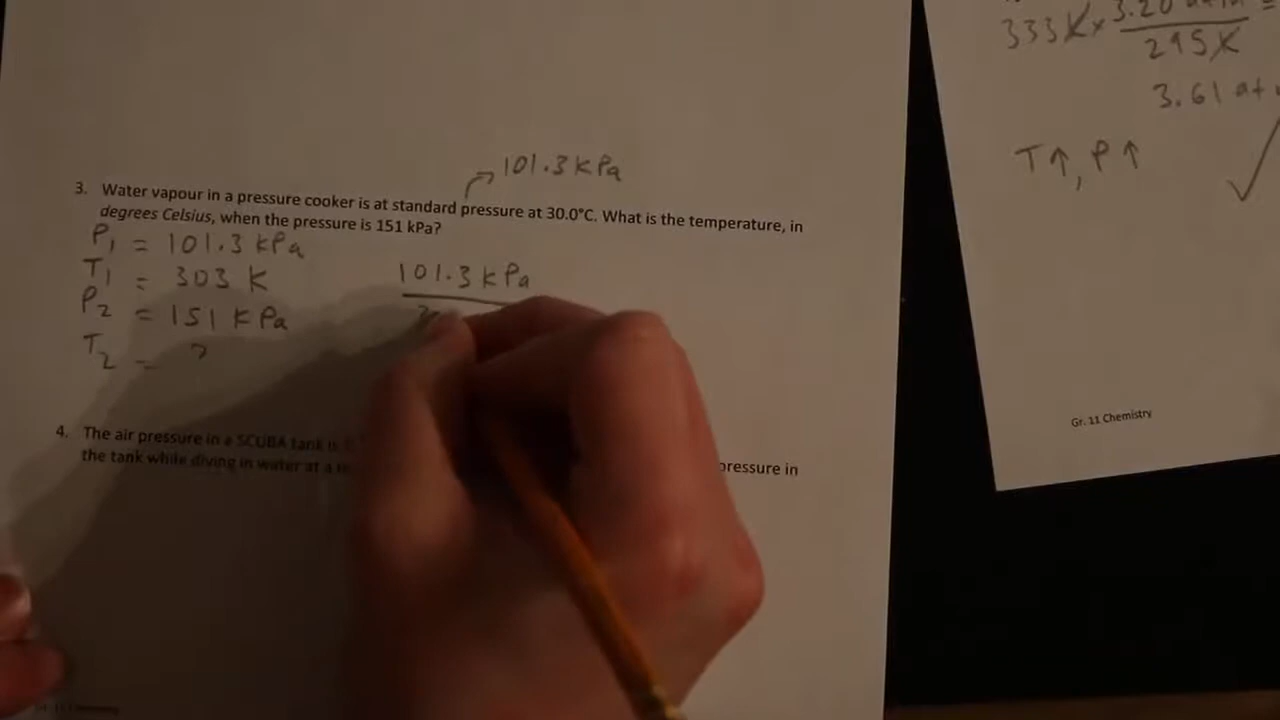 101.3 kPa
3. Water vapour in a pressure cooker is at standard pressure at 30.0°C. What is the temperature, in
degrees Celsius, when the pressure is 151 kPa?
P1 = 101.3 kPa
T1 = 303 K
P2 = 151 kPa
T2 = ?
101.3 kPa
4. The air pressure in a SCUBA tank is
the tank while diving in water at a
pressure in
333K ×
295K
3.61 at
T↑, P↑
Gr. 11 Chemistry